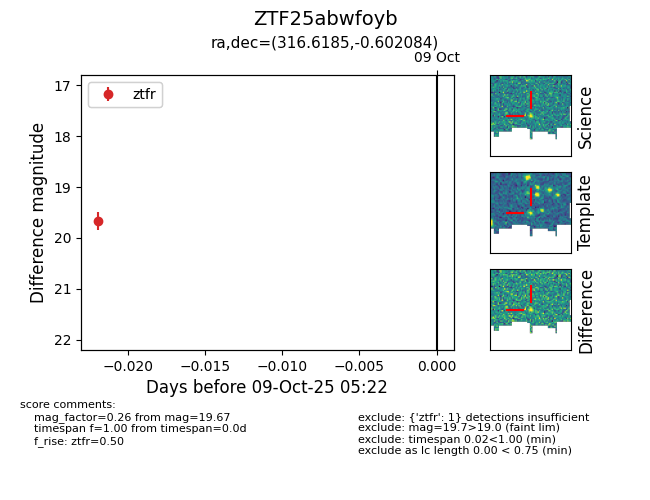 ZTF25abwfoyb
ra,dec=(316.6185,-0.602084)
09 Oct
ztfr
17
18
19
20
21
22
Difference magnitude
−0.020
−0.015
−0.010
−0.005
0.000
Days before 09-Oct-25 05:22
Science
Template
Difference
score comments:
mag_factor=0.26 from mag=19.67
timespan f=1.00 from timespan=0.0d
f_rise: ztfr=0.50
exclude: {'ztfr': 1} detections insufficient
exclude: mag=19.7>19.0 (faint lim)
exclude: timespan 0.02<1.00 (min)
exclude as lc length 0.00 < 0.75 (min)